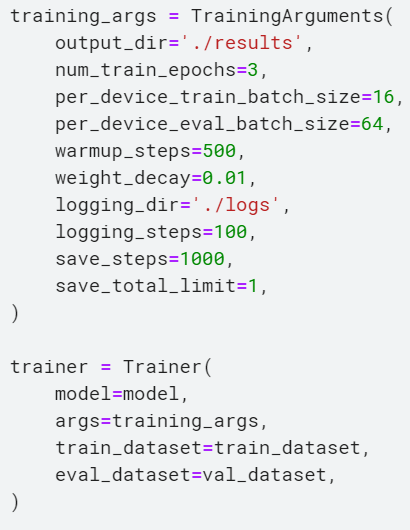 training_args = TrainingArguments(
    output_dir='./results',
    num_train_epochs=3,
    per_device_train_batch_size=16,
    per_device_eval_batch_size=64,
    warmup_steps=500,
    weight_decay=0.01,
    logging_dir='./logs',
    logging_steps=100,
    save_steps=1000,
    save_total_limit=1,
)

trainer = Trainer(
    model=model,
    args=training_args,
    train_dataset=train_dataset,
    eval_dataset=val_dataset,
)